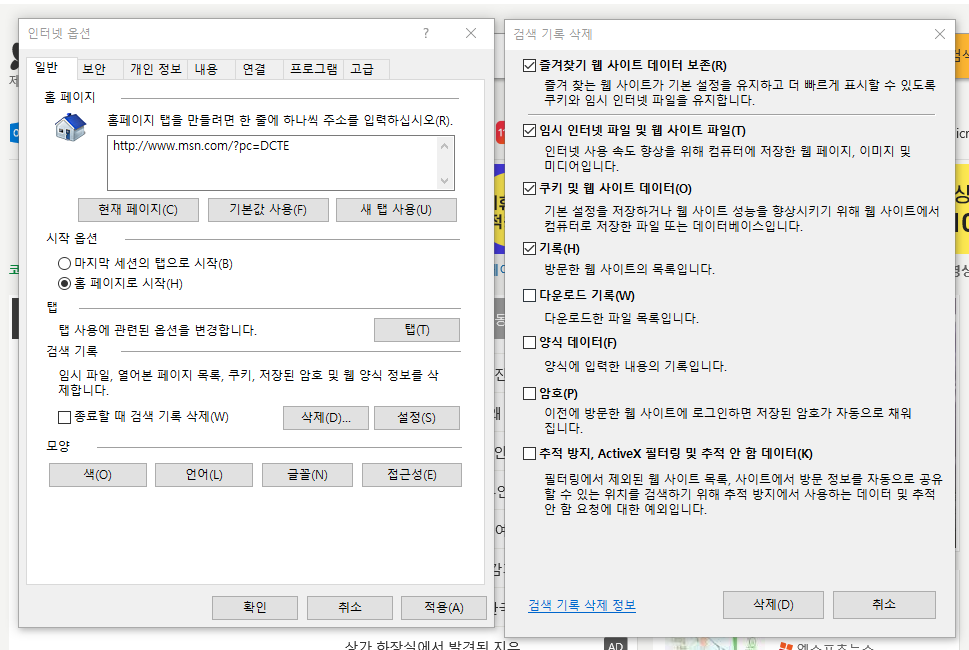 인터넷 옵션
?
일반
보안
개인 정보
내용
연결
프로그램
고급
홈 페이지
홈페이지 탭을 만들려면 한 줄에 하나씩 주소를 입력하십시오(R).
http://www.msn.com/?pc=DCTE
현재 페이지(C)
기본값 사용(F)
새 탭 사용(U)
시작 옵션
마지막 세션의 탭으로 시작(B)
홈 페이지로 시작(H)
탭
탭 사용에 관련된 옵션을 변경합니다.
탭(T)
검색 기록
임시 파일, 열어본 페이지 목록, 쿠키, 저장된 암호 및 웹 양식 정보를 삭
제합니다.
종료할 때 검색 기록 삭제(W)
삭제(D)...
설정(S)
모양
색(O)
언어(L)
글꼴(N)
접근성(E)
확인
취소
적용(A)
검색 기록 삭제
즐겨찾기 웹 사이트 데이터 보존(R)
즐겨 찾는 웹 사이트가 기본 설정을 유지하고 더 빠르게 표시할 수 있도록
쿠키와 임시 인터넷 파일을 유지합니다.
임시 인터넷 파일 및 웹 사이트 파일(T)
인터넷 사용 속도 향상을 위해 컴퓨터에 저장한 웹 페이지, 이미지 및
미디어입니다.
쿠키 및 웹 사이트 데이터(O)
기본 설정을 저장하거나 웹 사이트 성능을 향상시키기 위해 웹 사이트에서
컴퓨터로 저장한 파일 또는 데이터베이스입니다.
기록(H)
방문한 웹 사이트의 목록입니다.
다운로드 기록(W)
다운로드한 파일 목록입니다.
양식 데이터(F)
양식에 입력한 내용의 기록입니다.
암호(P)
이전에 방문한 웹 사이트에 로그인하면 저장된 암호가 자동으로 채워
집니다.
추적 방지, ActiveX 필터링 및 추적 안 함 데이터(K)
필터링에서 제외된 웹 사이트 목록, 사이트에서 방문 정보를 자동으로 공유
할 수 있는 위치를 검색하기 위해 추적 방지에서 사용하는 데이터 및 추적
안 함 요청에 대한 예외입니다.
검색 기록 삭제 정보
삭제(D)
취소
AD